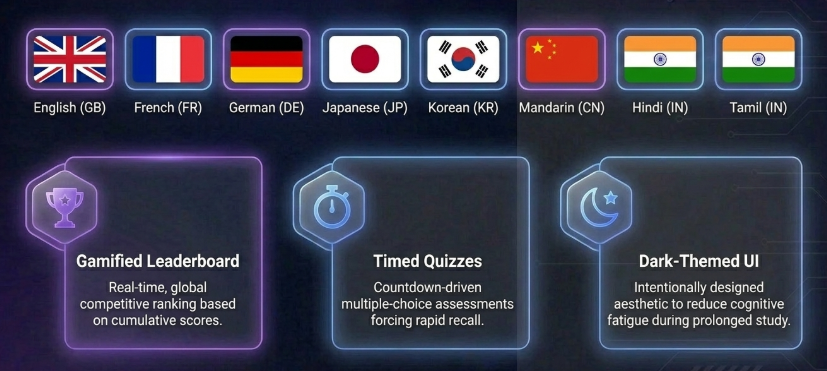 English (GB)
French (FR)
German (DE)
Japanese (JP)
Korean (KR)
Mandarin (CN)
Hindi (IN)
Tamil (IN)
Gamified Leaderboard
Real-time, global
competitive ranking based
on cumulative scores.
Timed Quizzes
Countdown-driven
multiple-choice assessments
forcing rapid recall.
Dark-Themed UI
Intentionally designed
aesthetic to reduce cognitive
fatigue during prolonged study.